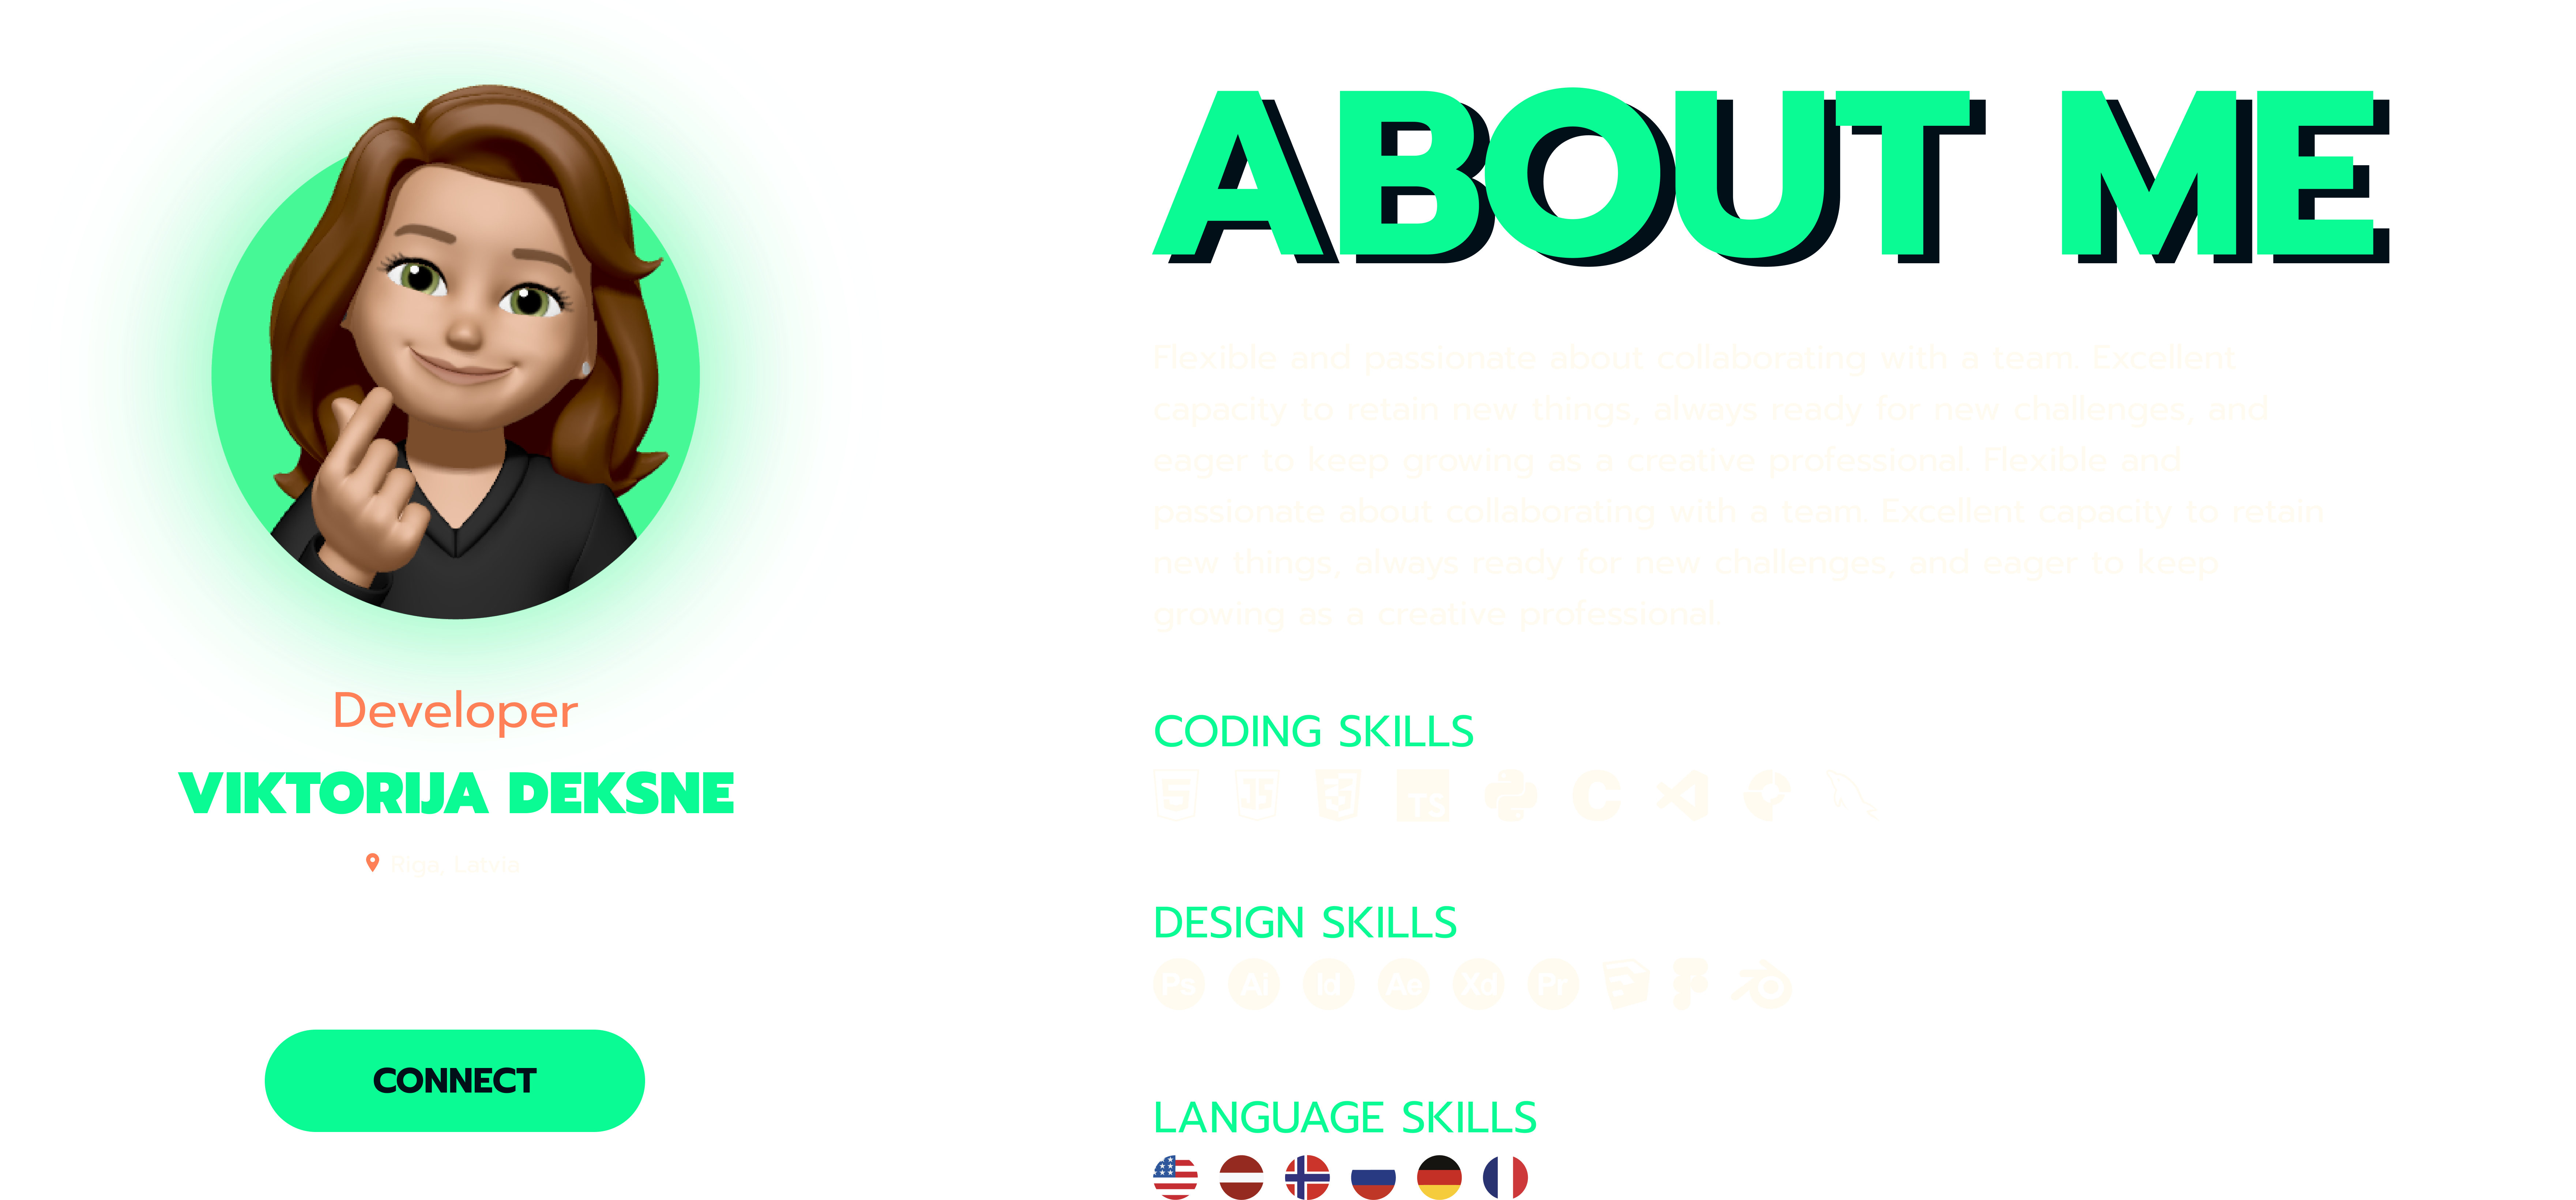 Developer
VIKTORIJA DEKSNE
Riga, Latvia
CONNECT
ABOUT ME
Flexible and passionate about collaborating with a team. Excellent
capacity to retain new things, always ready for new challenges, and
eager to keep growing as a creative professional. Flexible and
passionate about collaborating with a team. Excellent capacity to retain
new things, always ready for new challenges, and eager to keep
growing as a creative professional.
CODING SKILLS
5 JS 3 TS C
DESIGN SKILLS
Ps Ai Id Ae Xd Pr
LANGUAGE SKILLS